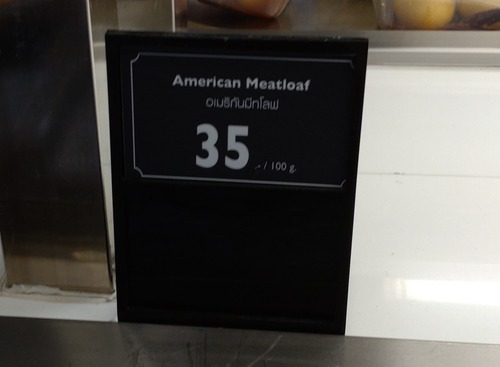 American Meatloaf
อเมริกันมีทโลฟ
35.- / 100 g.